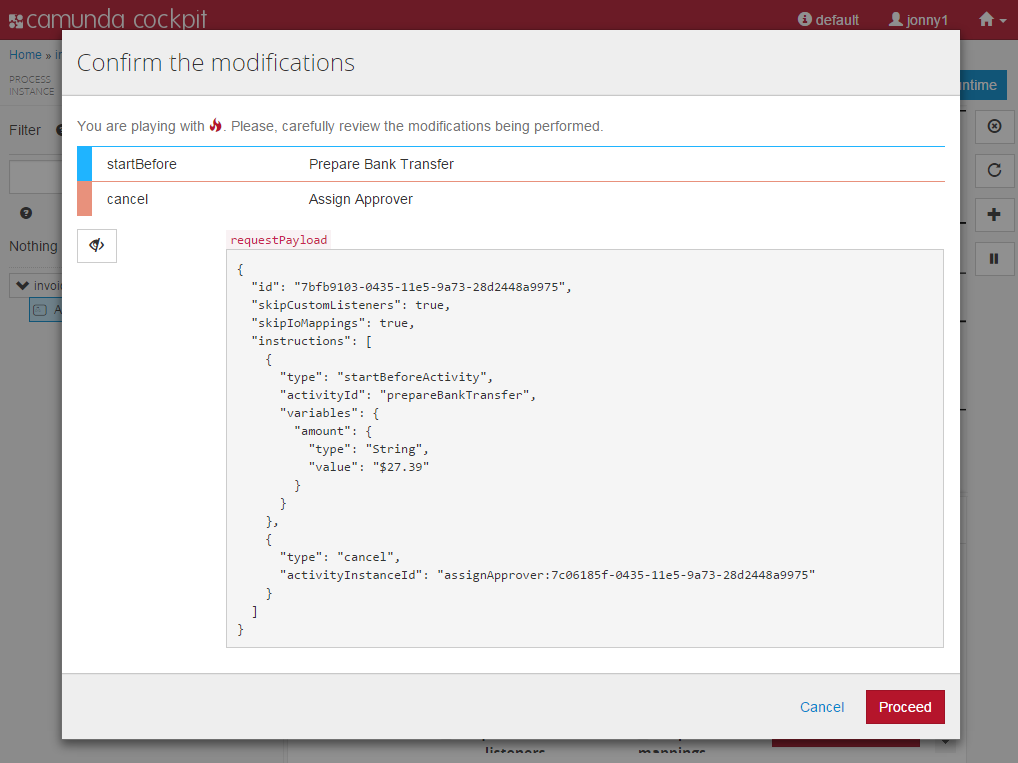 camunda cockpit
default
jonny1
Home »
PROCESS
INSTANCE
ntime
Filter
Nothing
Confirm the modifications
You are playing with . Please, carefully review the modifications being performed.
startBefore Prepare Bank Transfer
cancel Assign Approver
requestPayload
{
  "id": "7bfb9103-0435-11e5-9a73-28d2448a9975",
  "skipCustomListeners": true,
  "skipIoMappings": true,
  "instructions": [
    {
      "type": "startBeforeActivity",
      "activityId": "prepareBankTransfer",
      "variables": {
        "amount": {
          "type": "String",
          "value": "$27.39"
        }
      }
    },
    {
      "type": "cancel",
      "activityInstanceId": "assignApprover:7c06185f-0435-11e5-9a73-28d2448a9975"
    }
  ]
}
Cancel
Proceed
listeners
mappings